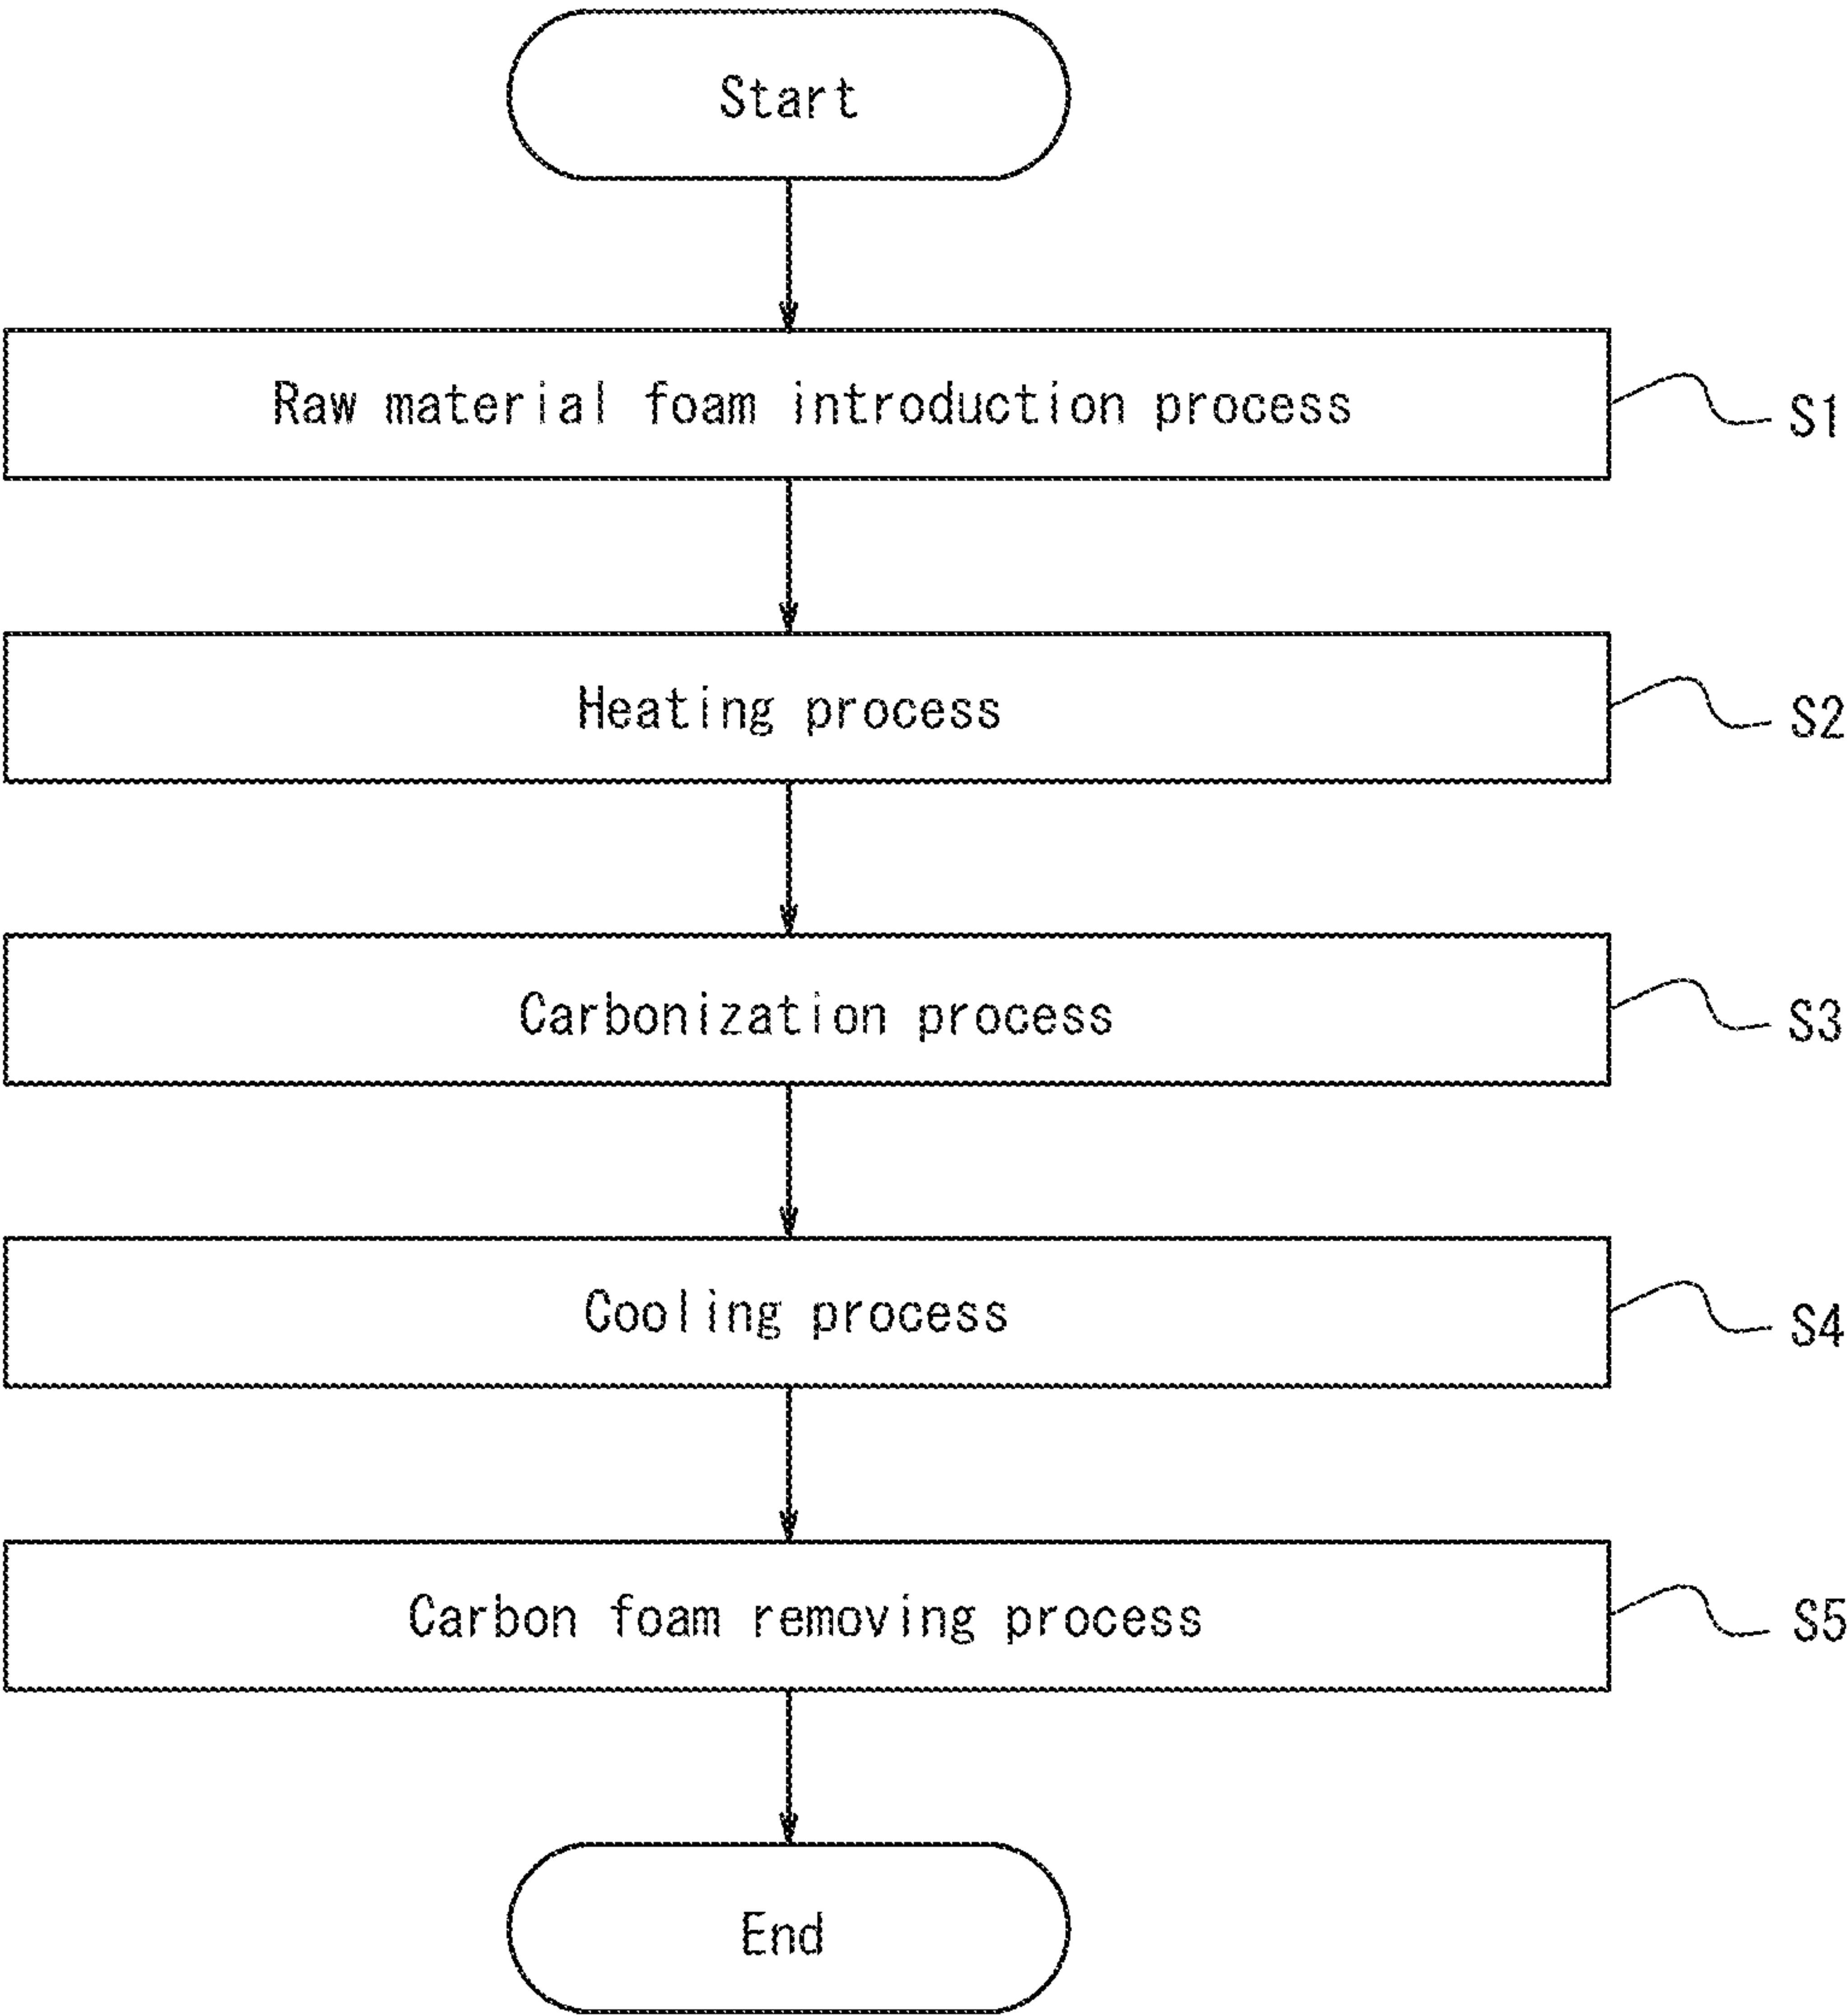 Start
Raw material foam introduction process
S1
Heating process
S2
Carbonization process
S3
Cooling process
S4
Carbon foam removing process
S5
End